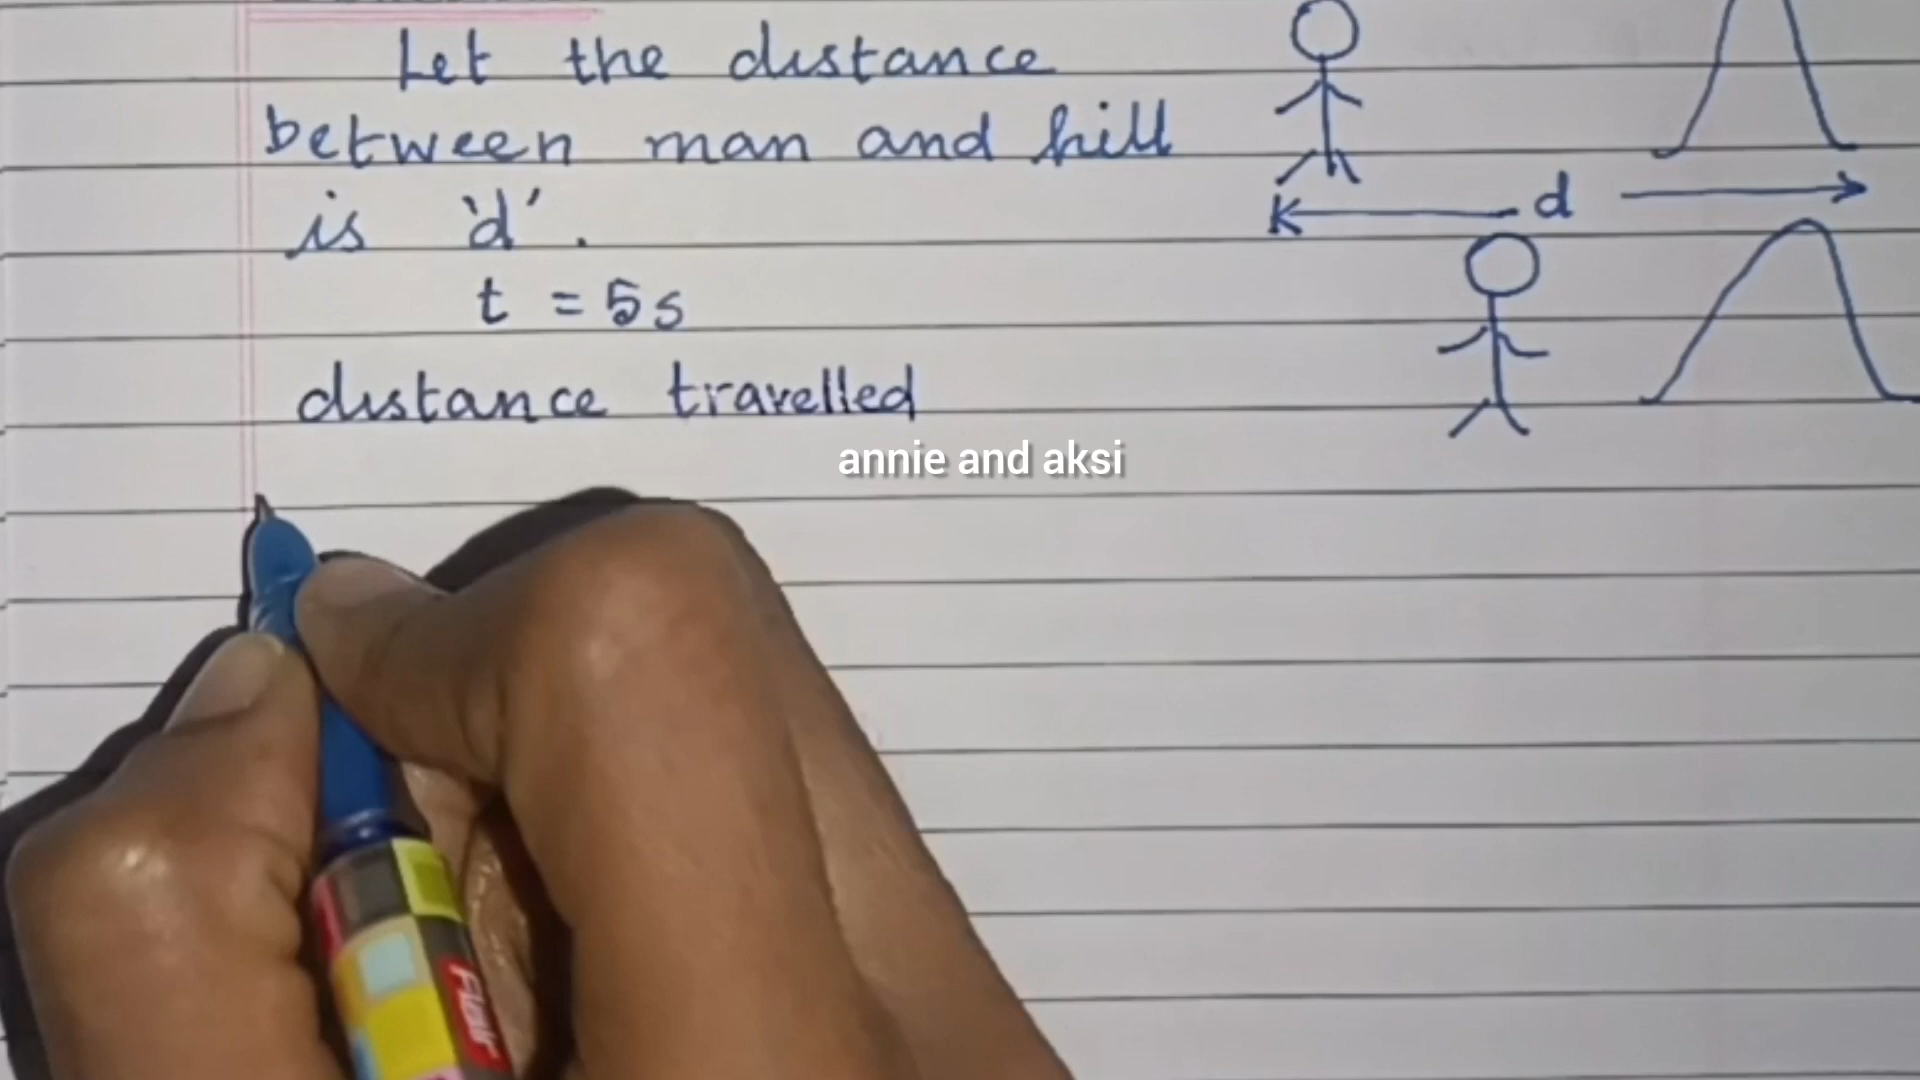 Let the distance
between man and hill
is 'd'.
t = 5s
distance travelled
d
annie and aksi
Flair